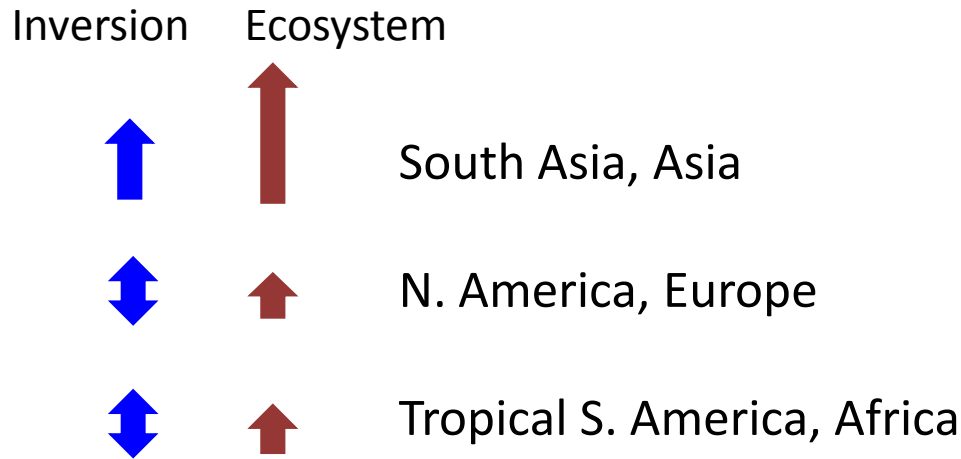 Inversion Ecosystem
South Asia, Asia
N. America, Europe
Tropical S. America, Africa